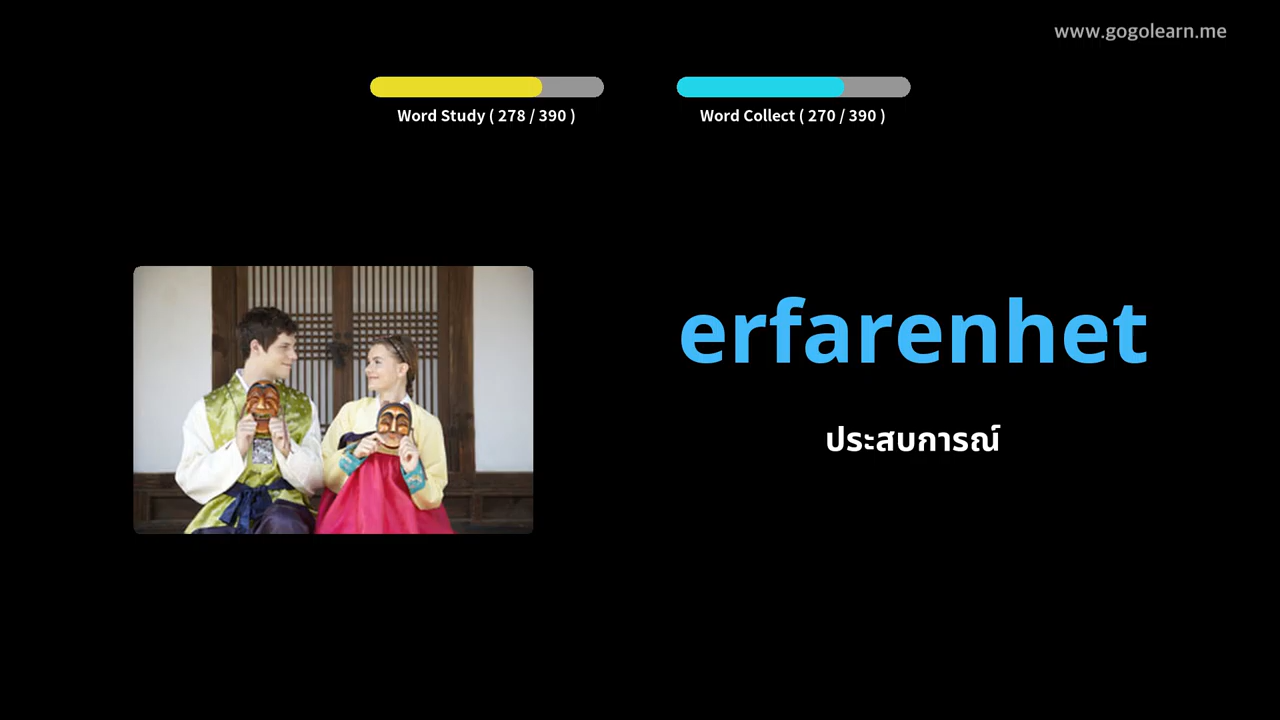 www.gogolearn.me
Word Study ( 278 / 390 )
Word Collect ( 270 / 390 )
erfarenhet
ประสบการณ์